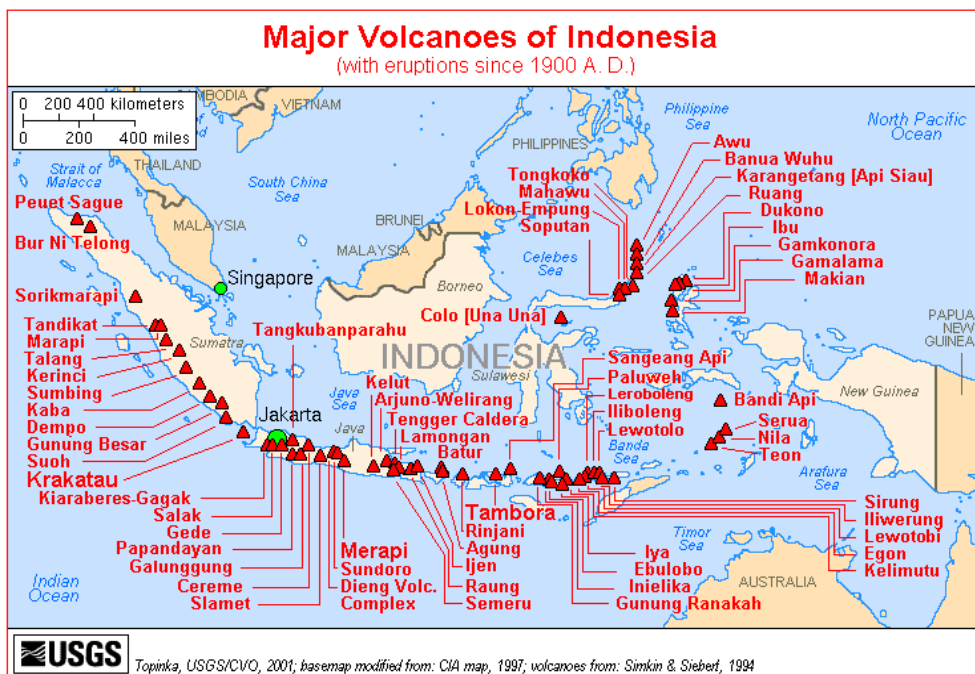 Major Volcanoes of Indonesia
(with eruptions since 1900 A. D.)
0 200 400 kilometers
0 200 400 miles
CAMBODIA
VIETNAM
THAILAND
Strait of
Malacca
South China
Sea
PHILIPPINES
Philippine
Sea
North Pacific
Ocean
MALAYSIA
BRUNEI
MALAYSIA
Celebes
Sea
Borneo
Singapore
Sumatra
INDONESIA
Sulawesi
Java
Sea
Jakarta
Java
Banda
Sea
New Guinea
PAPUA
NEW
GUINEA
Arafura
Sea
Timor
Sea
AUSTRALIA
Indian
Ocean
Peuet Sague
Bur Ni Telong
Sorikmarapi
Tandikat
Marapi
Talang
Kerinci
Sumbing
Kaba
Dempo
Gunung Besar
Suoh
Krakatau
Kiaraberes-Gagak
Salak
Gede
Papandayan
Galunggung
Cereme
Slamet
Tangkubanparahu
Merapi
Sundoro
Dieng Volc.
Complex
Kelut
Arjuno-Welirang
Tengger Caldera
Lamongan
Batur
Tambora
Rinjani
Agung
Ijen
Raung
Semeru
Tongkoko
Mahawu
Lokon-Empung
Soputan
Colo [Una Una]
Awu
Banua Wuhu
Karangetang [Api Siau]
Ruang
Dukono
Ibu
Gamkonora
Gamalama
Makian
Sangeang Api
Paluweh
Leroboleng
Iliboleng
Lewotolo
Bandi Api
Serua
Nila
Teon
Sirung
Iliwerung
Lewotobi
Egon
Kelimutu
Iya
Ebulobo
Inielika
Gunung Ranakah
USGS
Topinka, USGS/CVO, 2001; basemap modified from: CIA map, 1997; volcanoes from: Simkin & Siebert, 1994